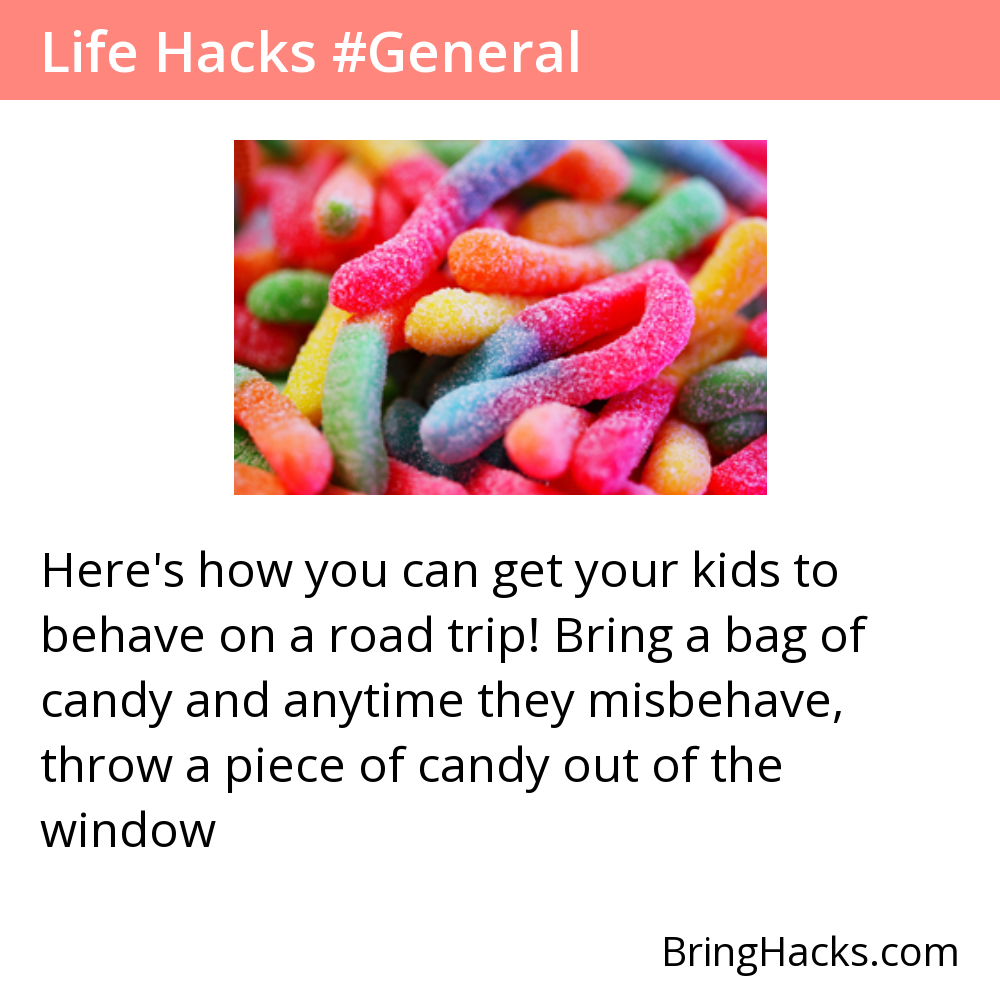 Life Hacks #General
Here's how you can get your kids to
behave on a road trip! Bring a bag of
candy and anytime they misbehave,
throw a piece of candy out of the
window
BringHacks.com